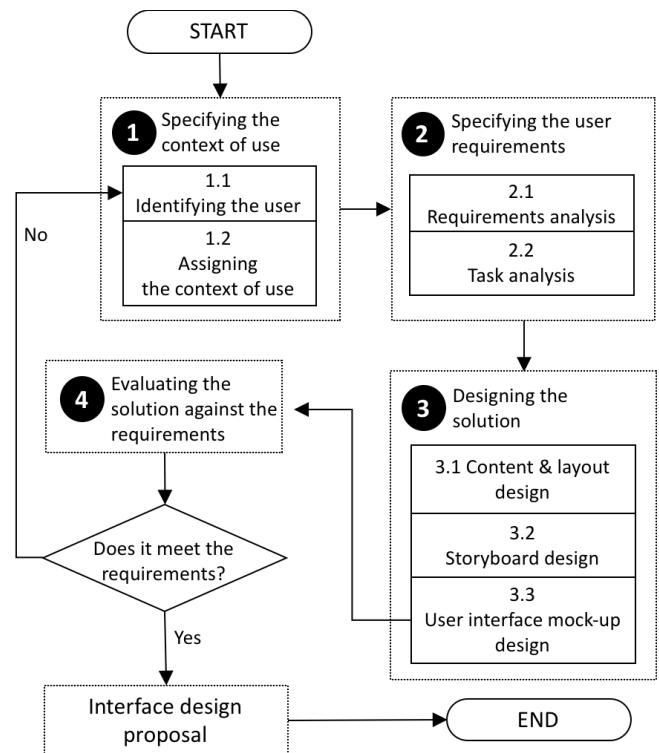 START
1
Specifying the
context of use
1.1
Identifying the user
1.2
Assigning
the context of use
2
Specifying the user
requirements
2.1
Requirements analysis
2.2
Task analysis
No
4
Evaluating the
solution against the
requirements
3
Designing the
solution
3.1 Content & layout
design
3.2
Storyboard design
3.3
User interface mock-up
design
Does it meet the
requirements?
Yes
Interface design
proposal
END